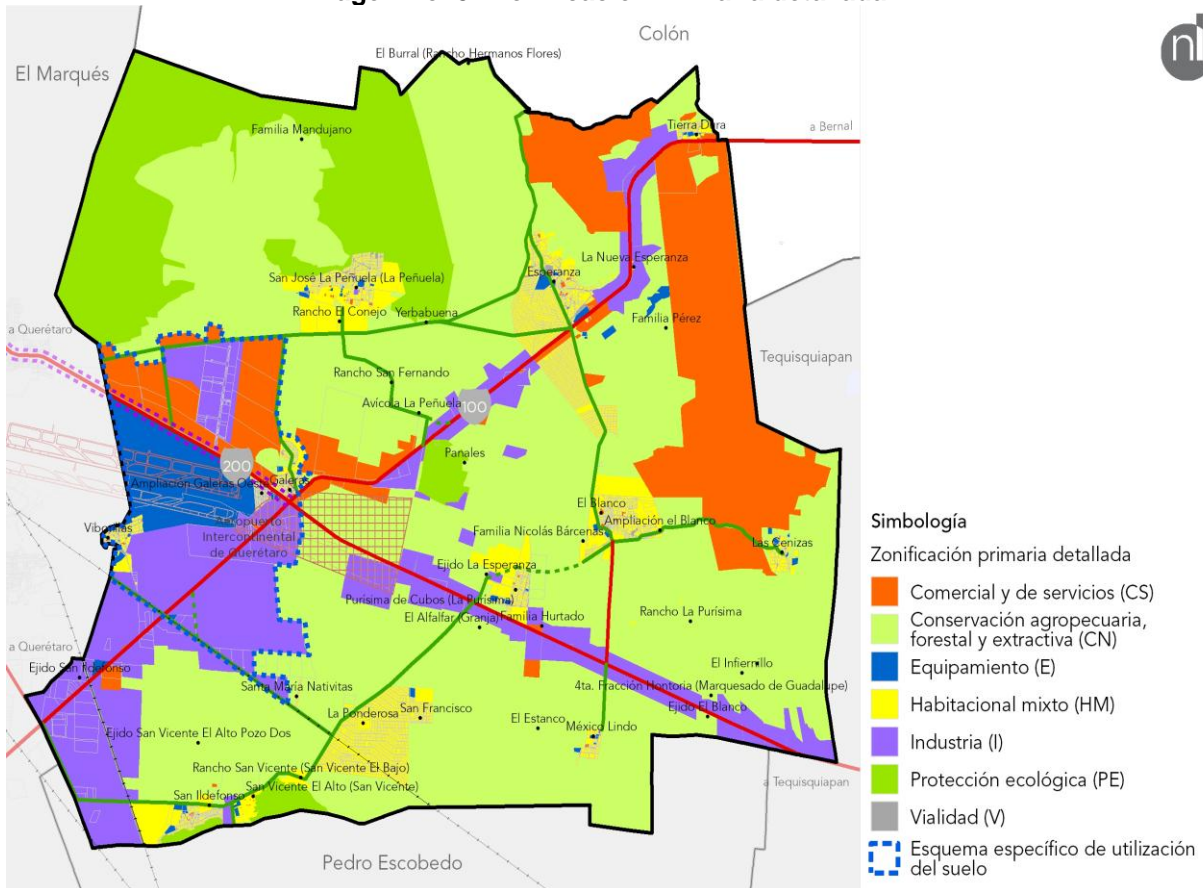 Colón
El Burral (Rancho Hermanos Flores)
El Marqués
Familia Mandujano
Tierra Dura
a Bernal
La Nueva Esperanza
San José La Peñuela (La Peñuela)
Esperanza
Rancho El Conejo
Yerbabuena
Familia Pérez
a Querétaro
Tequisquiapan
Rancho San Fernando
Avícola La Peñuela
100
Panales
200
Ampliación Galeras Oeste
Galeras
El Blanco
Ampliación el Blanco
Aeropuerto
Intercontinental
de Querétaro
Familia Nicolás Bárcenas
Las Cenizas
Ejido La Esperanza
Purísima de Cubos (La Purísima)
El Alfalfar (Granja)
Familia Hurtado
Rancho La Purísima
a Querétaro
Ejido San Ildefonso
El Infiernillo
Santa María Nativitas
4ta. Fracción Hontoria (Marquesado de Guadalupe)
La Ponderosa
San Francisco
Ejido El Blanco
El Estanco
México Lindo
Ejido San Vicente El Alto Pozo Dos
Rancho San Vicente (San Vicente El Bajo)
San Vicente El Alto (San Vicente)
San Ildefonso
a Tequisquiapan
Pedro Escobedo
Simbología
Zonificación primaria detallada
Comercial y de servicios (CS)
Conservación agropecuaria,
forestal y extractiva (CN)
Equipamiento (E)
Habitacional mixto (HM)
Industria (I)
Protección ecológica (PE)
Vialidad (V)
Esquema específico de utilización
del suelo